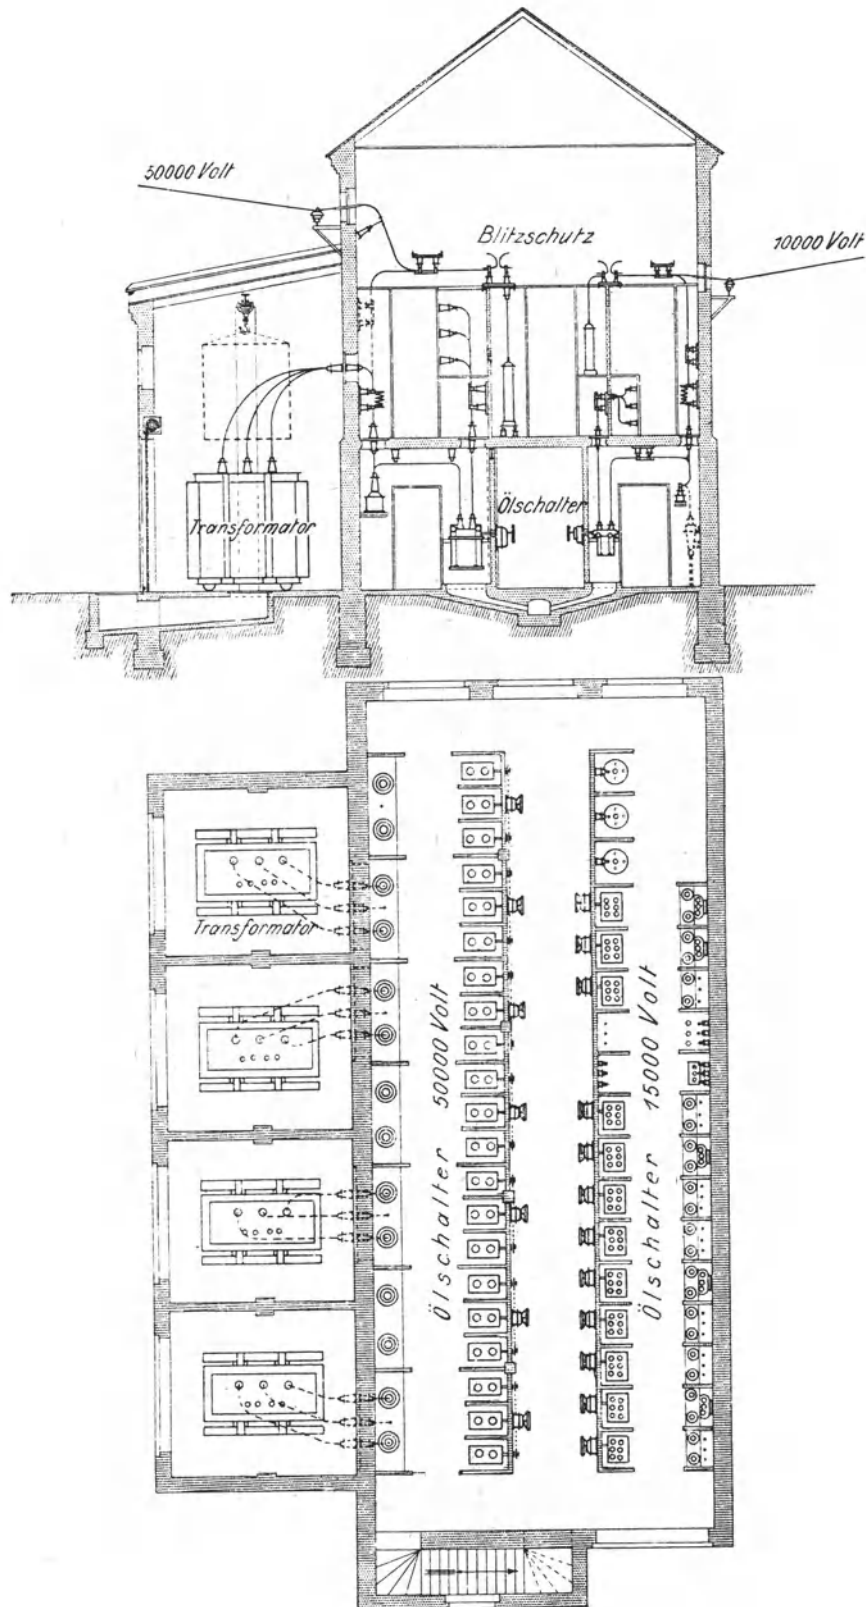 50000 Volt
Blitzschutz
10000 Volt
Ölschalter
Transformator
Transformator
Ölschalter 50000 Volt
Ölschalter 15000 Volt